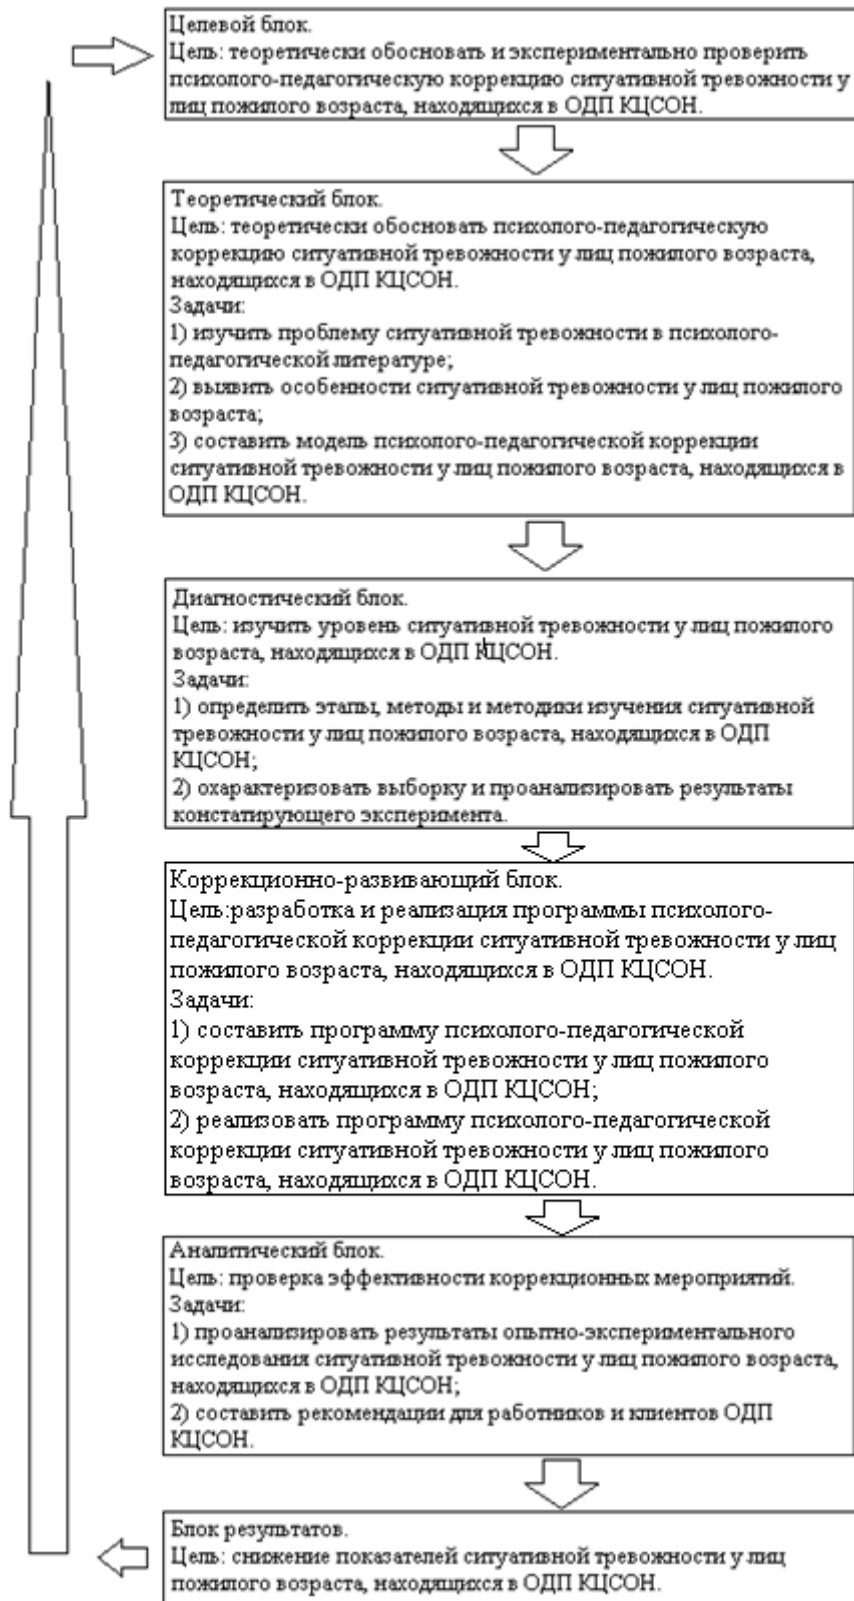 Целевой блок.
Цель: теоретически обосновать и экспериментально проверить
психолого-педагогическую коррекцию ситуативной тревожности у
лиц пожилого возраста, находящихся в ОДП КЦСОН.
Теоретический блок.
Цель: теоретически обосновать психолого-педагогическую
коррекцию ситуативной тревожности у лиц пожилого возраста,
находящихся в ОДП КЦСОН.
Задачи:
1) изучить проблему ситуативной тревожности в психолого-
педагогической литературе;
2) выявить особенности ситуативной тревожности у лиц пожилого
возраста;
3) составить модель психолого-педагогической коррекции
ситуативной тревожности у лиц пожилого возраста, находящихся в
ОДП КЦСОН.
Диагностический блок.
Цель: изучить уровень ситуативной тревожности у лиц пожилого
возраста, находящихся в ОДП КЦСОН.
Задачи:
1) определить этапы, методы и методики изучения ситуативной
тревожности у лиц пожилого возраста, находящихся в ОДП
КЦСОН;
2) охарактеризовать выборку и проанализировать результаты
констатирующего эксперимента.
Коррекционно-развивающий блок.
Цель:разработка и реализация программы психолого-
педагогической коррекции ситуативной тревожности у лиц
пожилого возраста, находящихся в ОДП КЦСОН.
Задачи:
1) составить программу психолого-педагогической
коррекции ситуативной тревожности у лиц пожилого
возраста, находящихся в ОДП КЦСОН;
2) реализовать программу психолого-педагогической
коррекции ситуативной тревожности у лиц пожилого
возраста, находящихся в ОДП КЦСОН.
Аналитический блок.
Цель: проверка эффективности коррекционных мероприятий.
Задачи:
1) проанализировать результаты опытно-экспериментального
исследования ситуативной тревожности у лиц пожилого возраста,
находящихся в ОДП КЦСОН;
2) составить рекомендации для работников и клиентов ОДП
КЦСОН.
Блок результатов.
Цель: снижение показателей ситуативной тревожности у лиц
пожилого возраста, находящихся в ОДП КЦСОН.